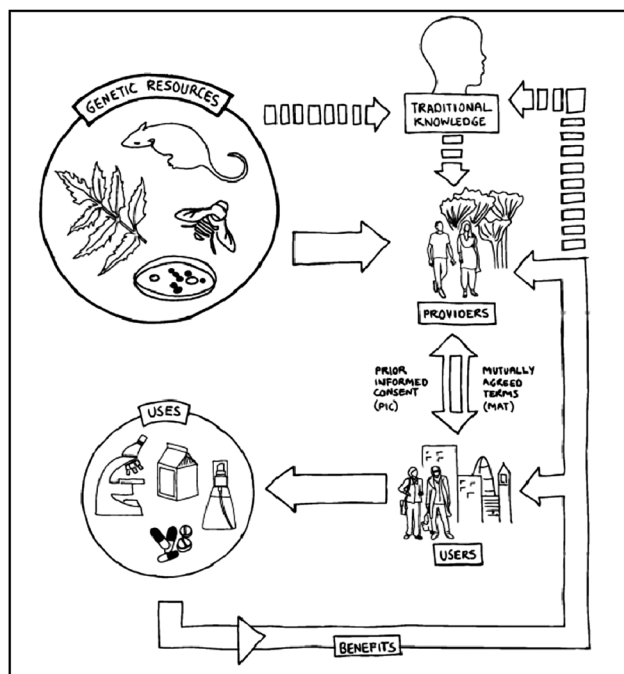 GENETIC RESOURCES
TRADITIONAL
KNOWLEDGE
PROVIDERS
PRIOR
INFORMED
CONSENT
(PIC)
MUTUALLY
AGREED
TERMS
(MAT)
USES
USERS
BENEFITS